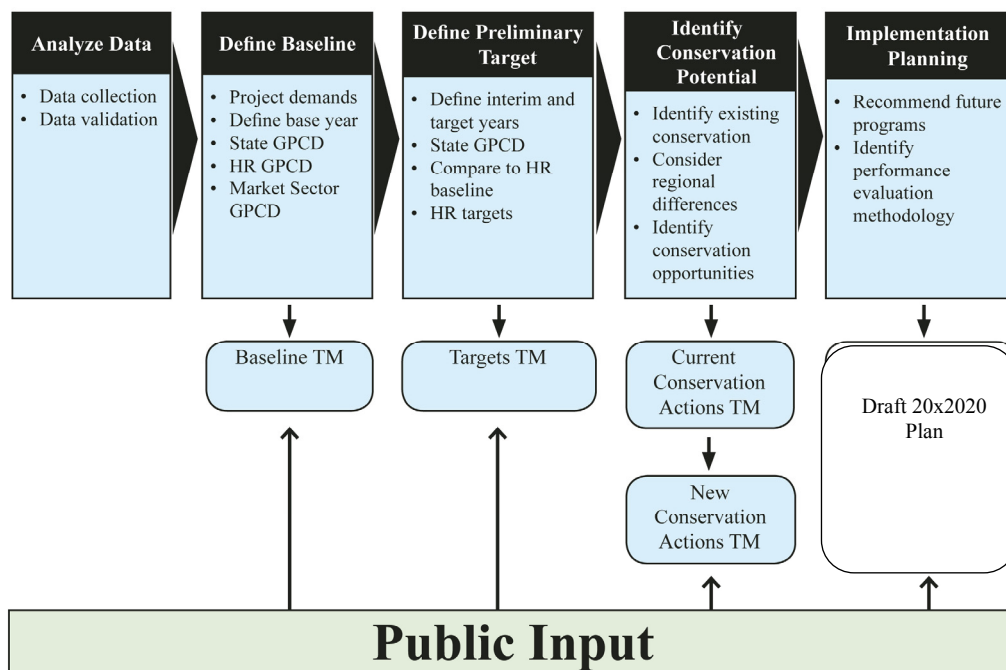 Analyze Data
• Data collection
• Data validation
Define Baseline
• Project demands
• Define base year
• State GPCD
• HR GPCD
• Market Sector
GPCD
Define Preliminary
Target
• Define interim and
target years
• State GPCD
• Compare to HR
baseline
• HR targets
Identify
Conservation
Potential
• Identify existing
conservation
• Consider
regional
differences
• Identify
conservation
opportunities
Implementation
Planning
• Recommend future
programs
• Identify
performance
evaluation
methodology
Baseline TM
Targets TM
Current
Conservation
Actions TM
New
Conservation
Actions TM
Draft 20x2020
Plan
Public Input